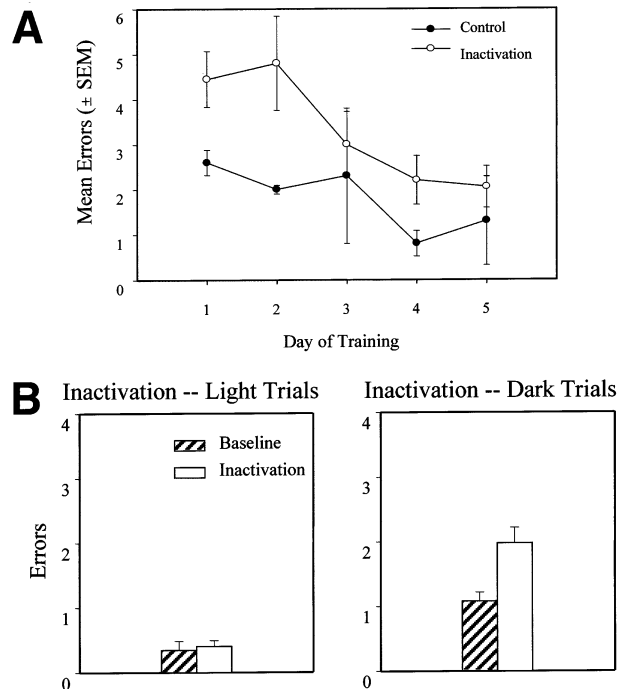 A
6
5
4
3
2
1
0
Mean Errors (± SEM)
Control
Inactivation
1 2 3 4 5
Day of Training
B
Inactivation -- Light Trials
4
3
2
1
0
Errors
Baseline
Inactivation
Inactivation -- Dark Trials
4
3
2
1
0